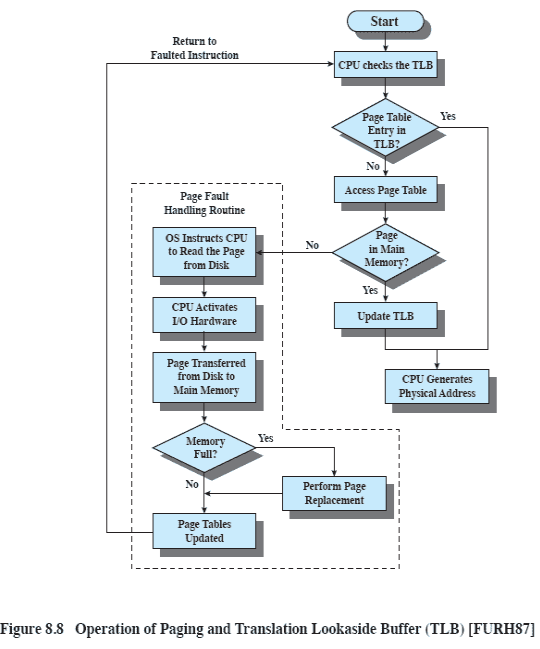 Start
Return to
Faulted Instruction
CPU checks the TLB
Page Table
Entry in
TLB?
Yes
No
Access Page Table
Page Fault
Handling Routine
OS Instructs CPU
to Read the Page
from Disk
No
Page
in Main
Memory?
Yes
CPU Activates
I/O Hardware
Update TLB
Page Transferred
from Disk to
Main Memory
CPU Generates
Physical Address
Memory
Full?
Yes
No
Perform Page
Replacement
Page Tables
Updated
Figure 8.8 Operation of Paging and Translation Lookaside Buffer (TLB) [FURH87]